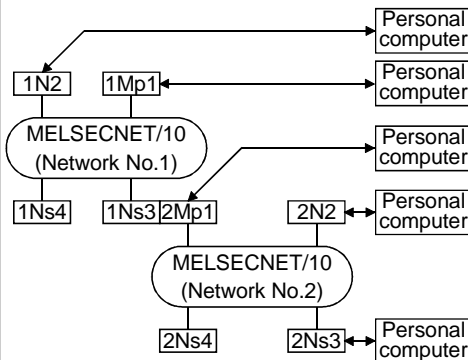 Personal
computer
1N2 1Mp1
Personal
computer
MELSECNET/10
(Network No.1)
Personal
computer
1Ns4 1Ns3 2Mp1 2N2
Personal
computer
MELSECNET/10
(Network No.2)
2Ns4 2Ns3
Personal
computer